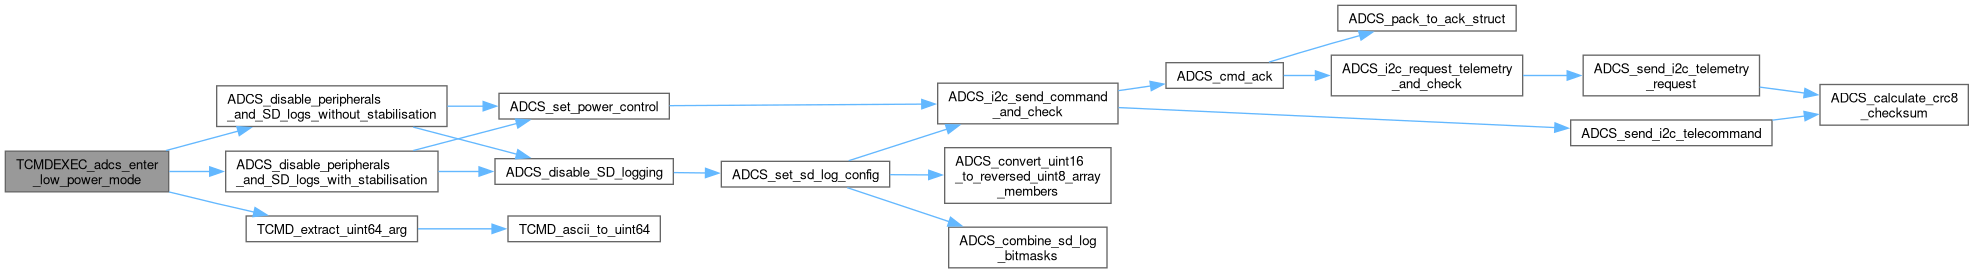 TCMDEXEC_adcs_enter
_low_power_mode
ADCS_disable_peripherals
_and_SD_logs_without_stabilisation
ADCS_disable_peripherals
_and_SD_logs_with_stabilisation
TCMD_extract_uint64_arg
ADCS_set_power_control
ADCS_disable_SD_logging
TCMD_ascii_to_uint64
ADCS_set_sd_log_config
ADCS_i2c_send_command
_and_check
ADCS_convert_uint16
_to_reversed_uint8_array
_members
ADCS_combine_sd_log
_bitmasks
ADCS_cmd_ack
ADCS_pack_to_ack_struct
ADCS_i2c_request_telemetry
_and_check
ADCS_send_i2c_telemetry
_request
ADCS_send_i2c_telecommand
ADCS_calculate_crc8
_checksum